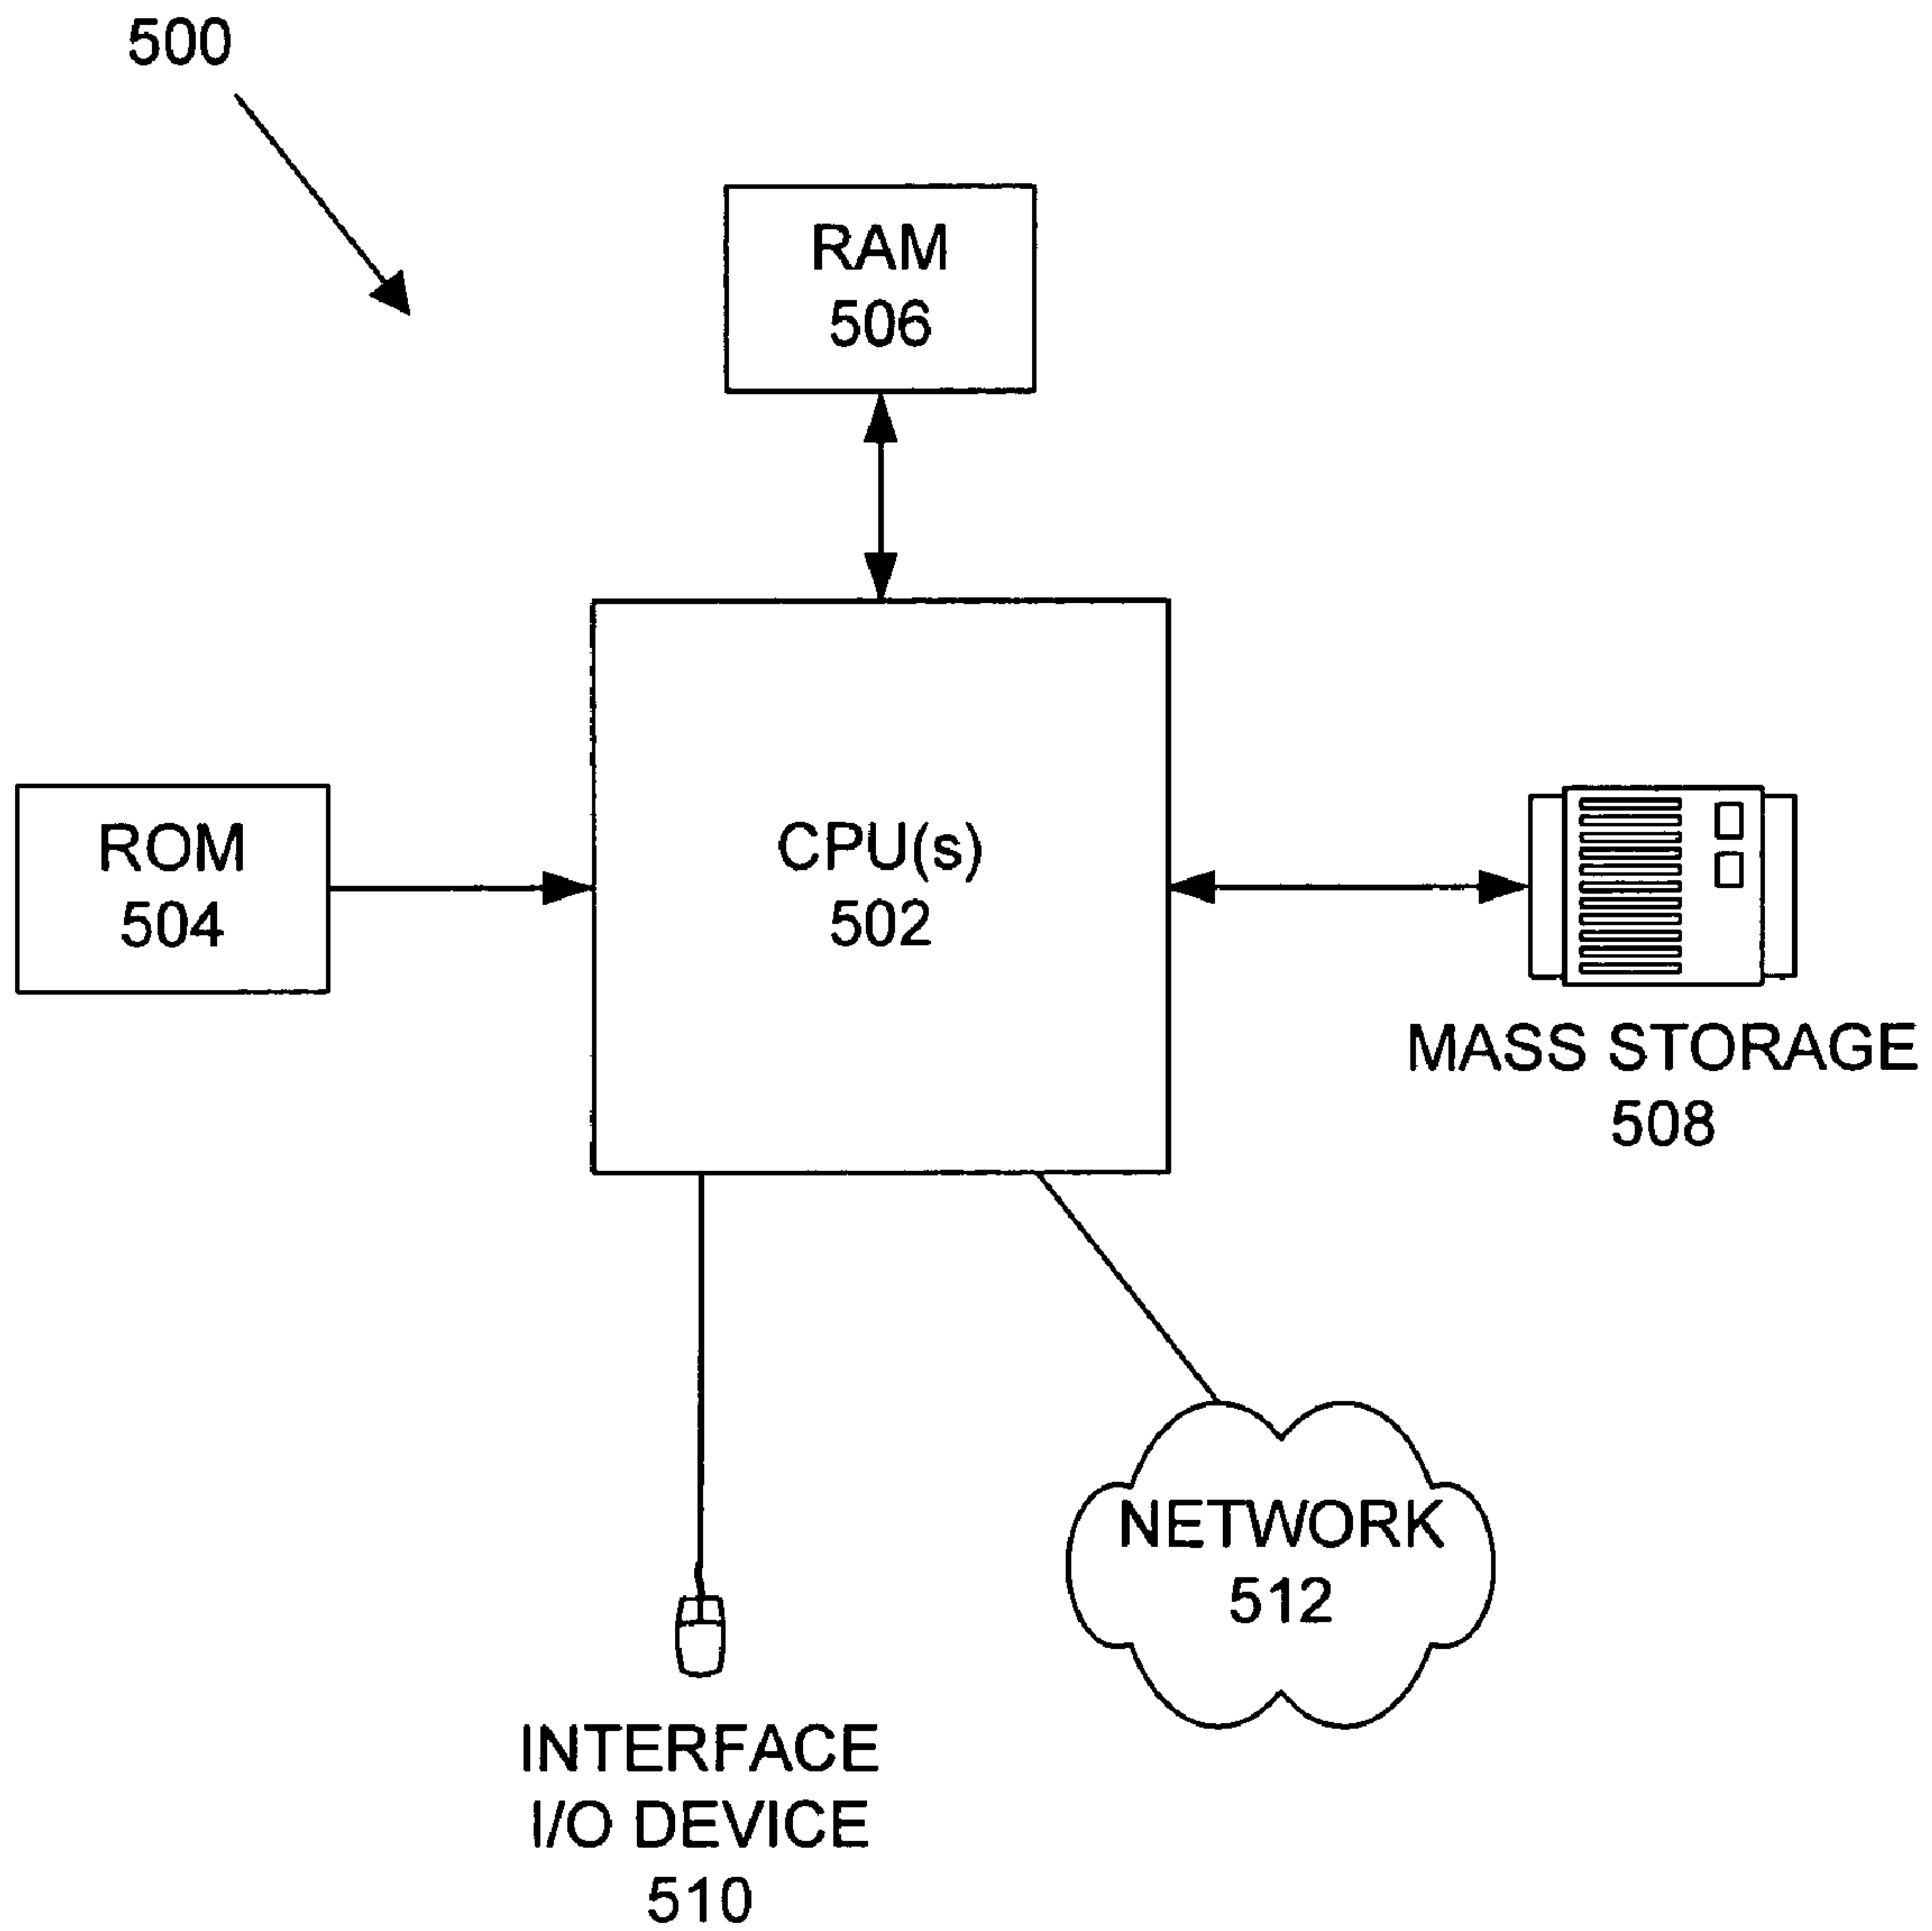 500
RAM
506
ROM
504
CPU(s)
502
MASS STORAGE
508
NETWORK
512
INTERFACE
I/O DEVICE
510